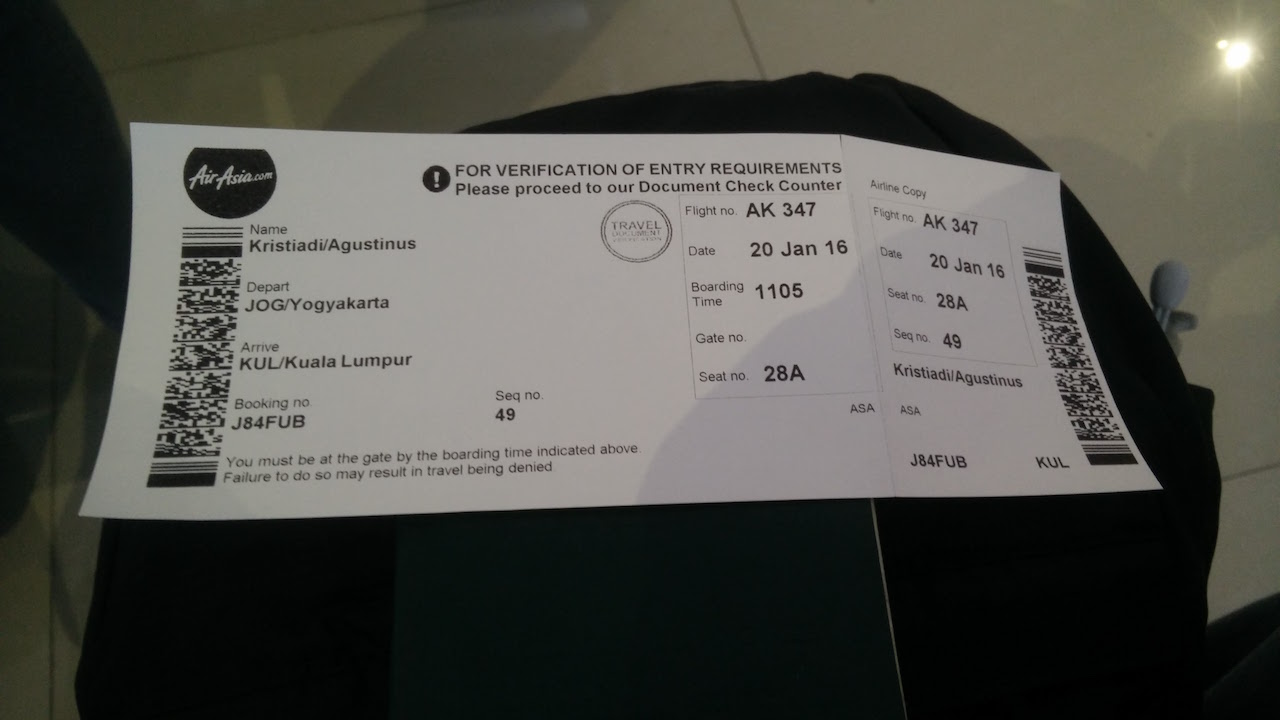 AirAsia.com
FOR VERIFICATION OF ENTRY REQUIREMENTS
Please proceed to our Document Check Counter
Name
Kristiadi/Agustinus
Depart
JOG/Yogyakarta
Arrive
KUL/Kuala Lumpur
Booking no.
J84FUB
Seq no.
49
You must be at the gate by the boarding time indicated above.
Failure to do so may result in travel being denied
TRAVEL
DOCUMENT
Flight no. AK 347
Date 20 Jan 16
Boarding Time 1105
Gate no.
Seat no. 28A
ASA
Airline Copy
Flight no. AK 347
Date 20 Jan 16
Seat no. 28A
Seq no. 49
Kristiadi/Agustinus
ASA
J84FUB KUL